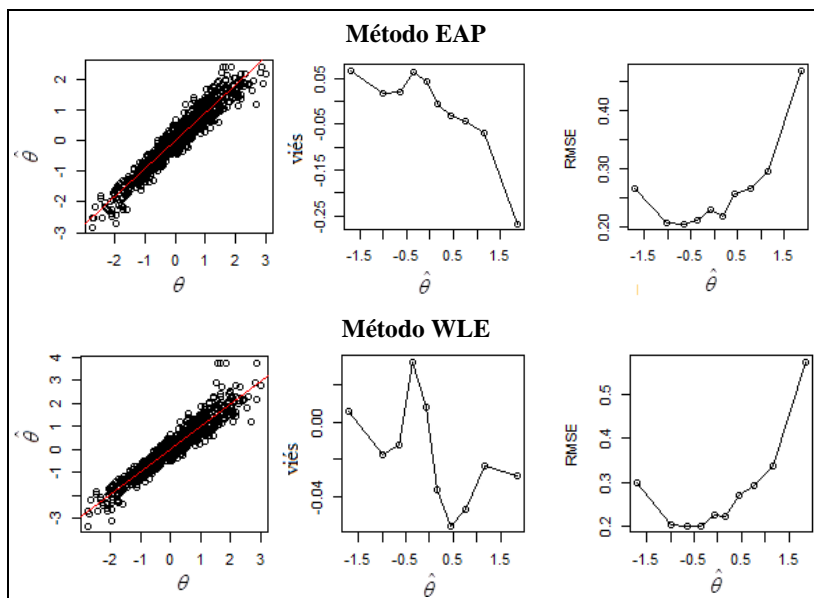 Método EAP
θ̂
2
1
0
-1
-2
-3
-2 -1 0 1 2 3
θ
viés
0.05
-0.05
-0.15
-0.25
-1.5 -0.5 0.5 1.5
θ̂
RMSE
0.40
0.30
0.20
-1.5 -0.5 0.5 1.5
θ̂
Método WLE
θ̂
4
3
2
1
0
-1
-3
-2 -1 0 1 2 3
θ
viés
0.00
-0.04
-1.5 -0.5 0.5 1.5
θ̂
RMSE
0.5
0.4
0.3
0.2
-1.5 -0.5 0.5 1.5
θ̂